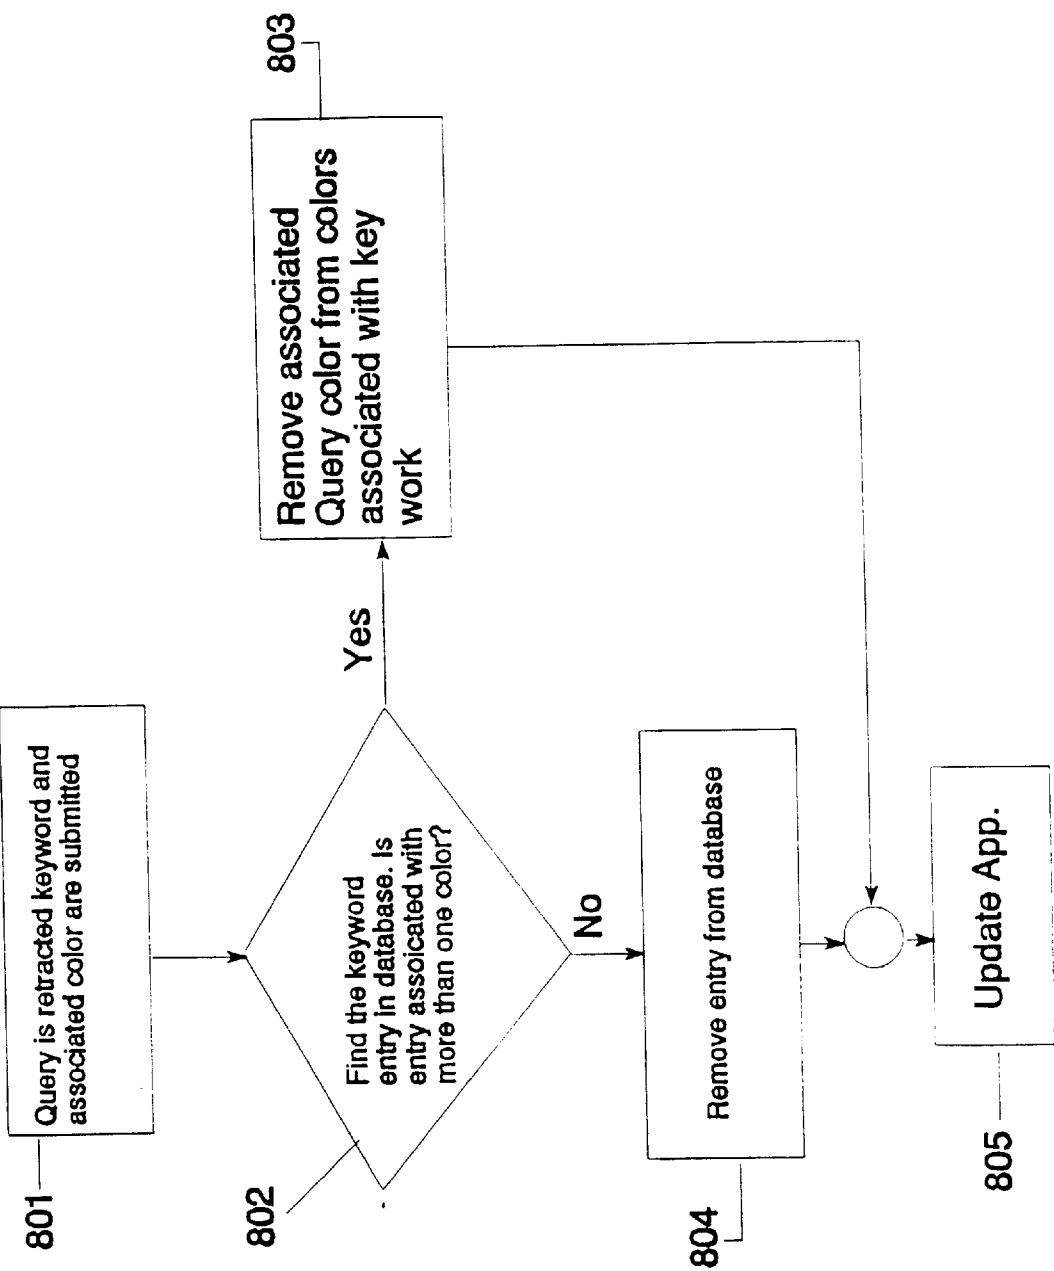 801
Query is retracted keyword and
associated color are submitted
802
Find the keyword
entry in database. Is
entry assoicated with
more than one color?
Yes
803
Remove associated
Query color from colors
associated with key
work
No
804
Remove entry from database
805
Update App.